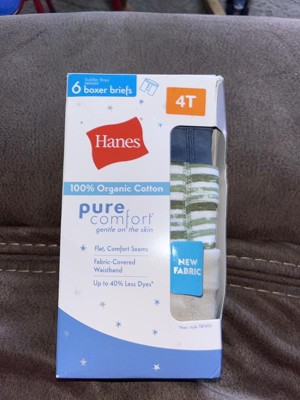 Toddler Boys'
6 boxer briefs
4T
Hanes
100% Organic Cotton
pure
comfort®
gentle on the skin
Flat, Comfort Seams
Fabric-Covered
Waistband
Up to 40% Less Dyes*
NEW
FABRIC